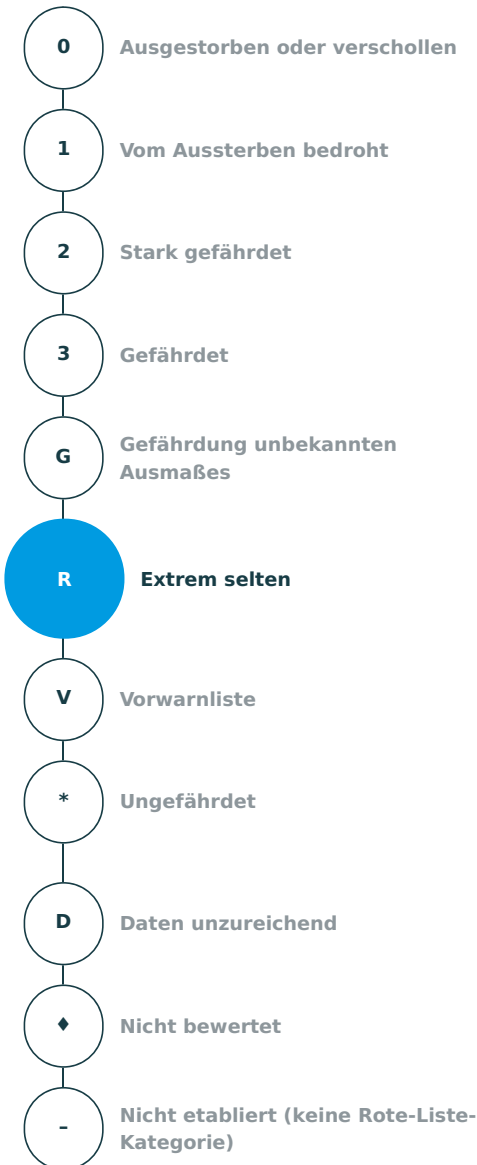 0 Ausgestorben oder verschollen
1 Vom Aussterben bedroht
2 Stark gefährdet
3 Gefährdet
G Gefährdung unbekannten
Ausmaßes
R Extrem selten
V Vorwarnliste
* Ungefährdet
D Daten unzureichend
♦ Nicht bewertet
– Nicht etabliert (keine Rote-Liste-
Kategorie)